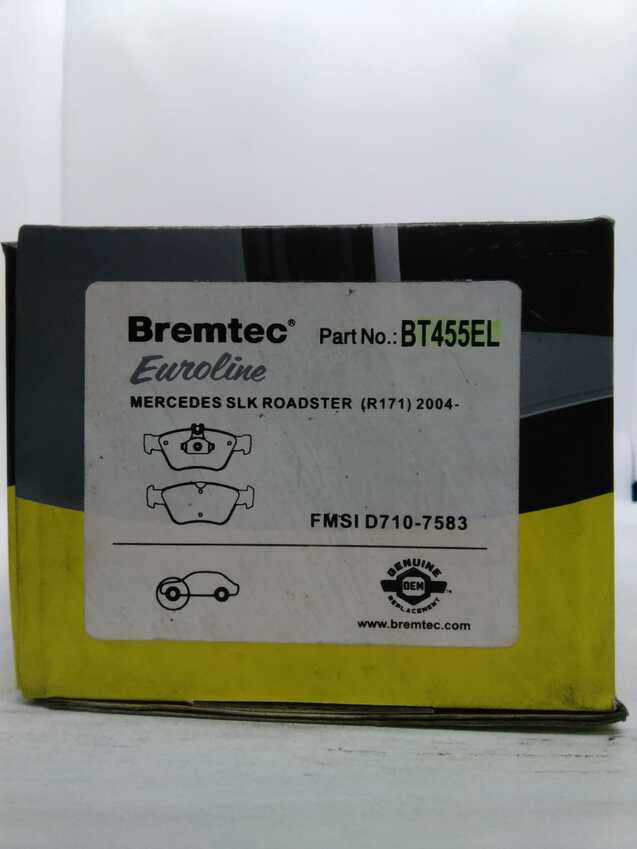 Bremtec®
Part No.: BT455EL
Euroline
MERCEDES SLK ROADSTER (R171) 2004-
FMSI D710-7583
GENUINE
OEM
REPLACEMENT
™
www.bremtec.com